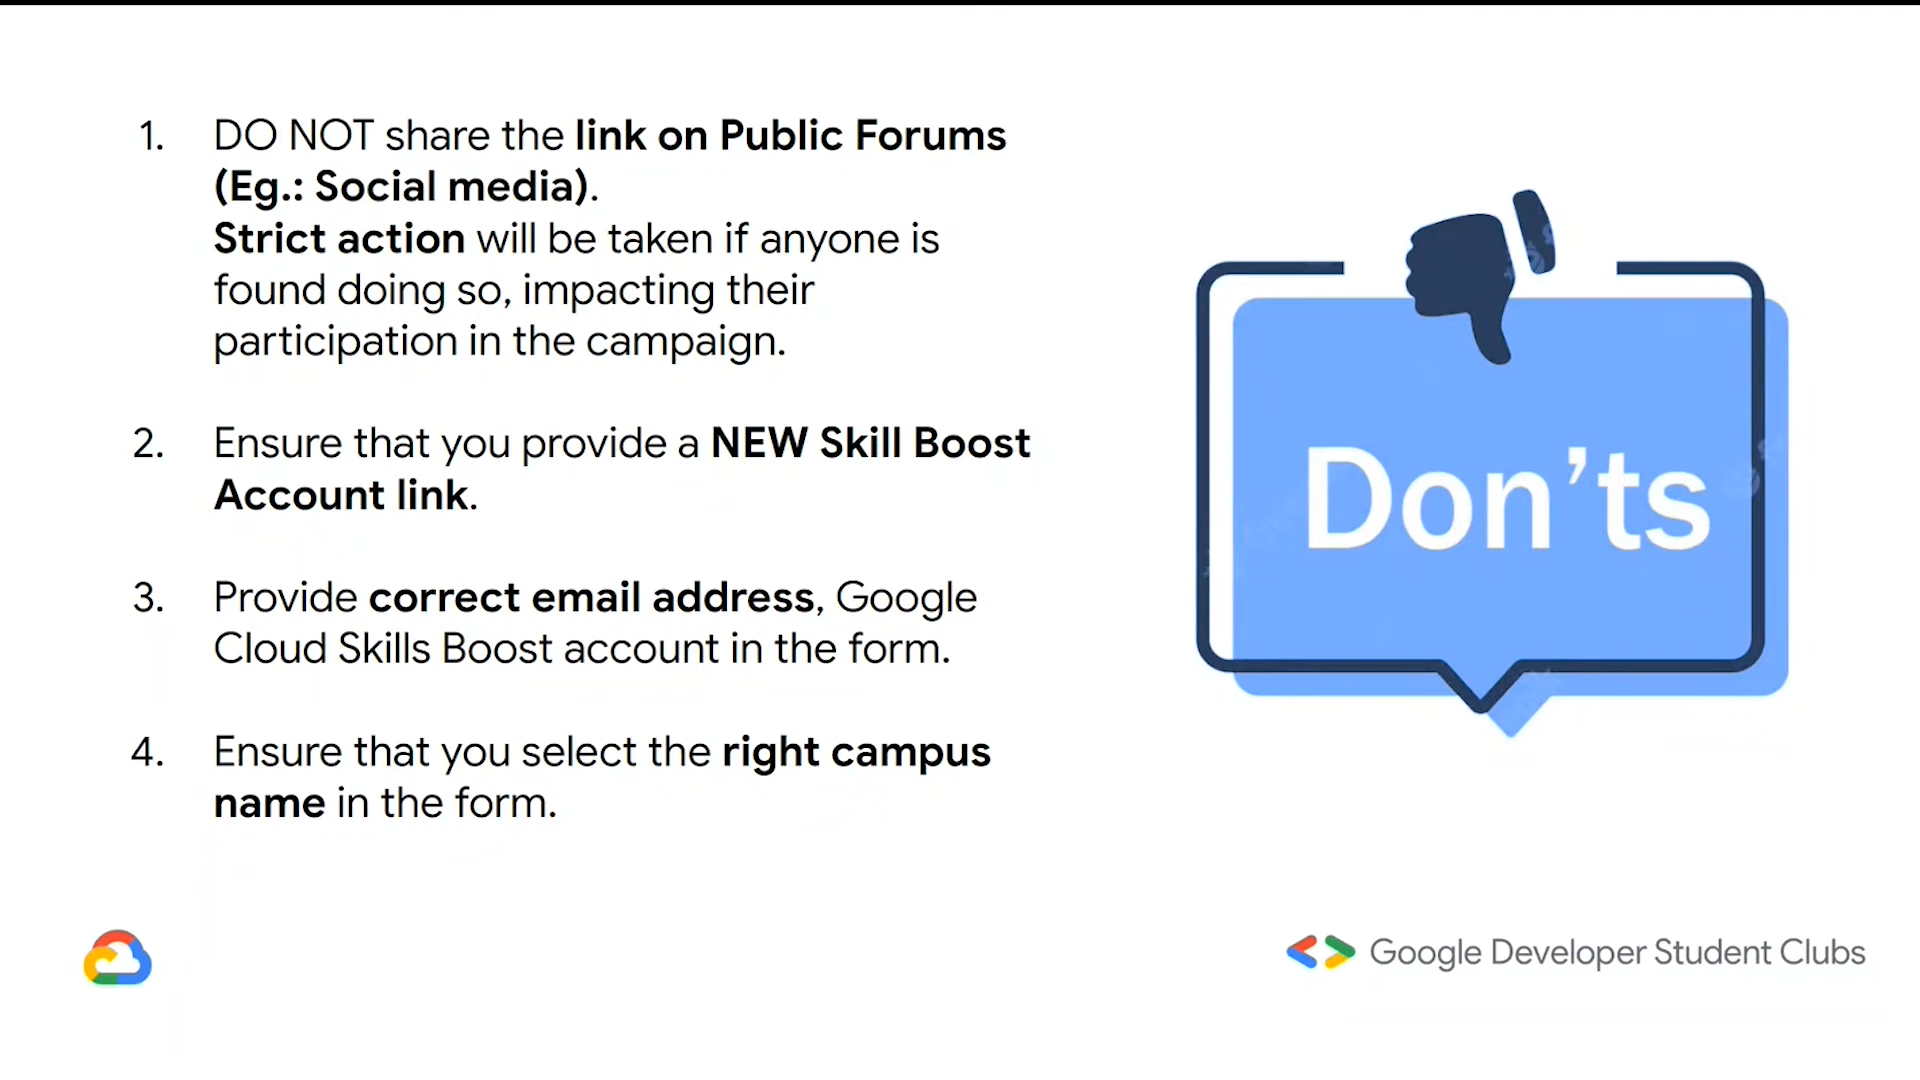 1. DO NOT share the link on Public Forums
(Eg.: Social media).
Strict action will be taken if anyone is
found doing so, impacting their
participation in the campaign.
2. Ensure that you provide a NEW Skill Boost
Account link.
3. Provide correct email address, Google
Cloud Skills Boost account in the form.
4. Ensure that you select the right campus
name in the form.
Don’ts
Google Developer Student Clubs